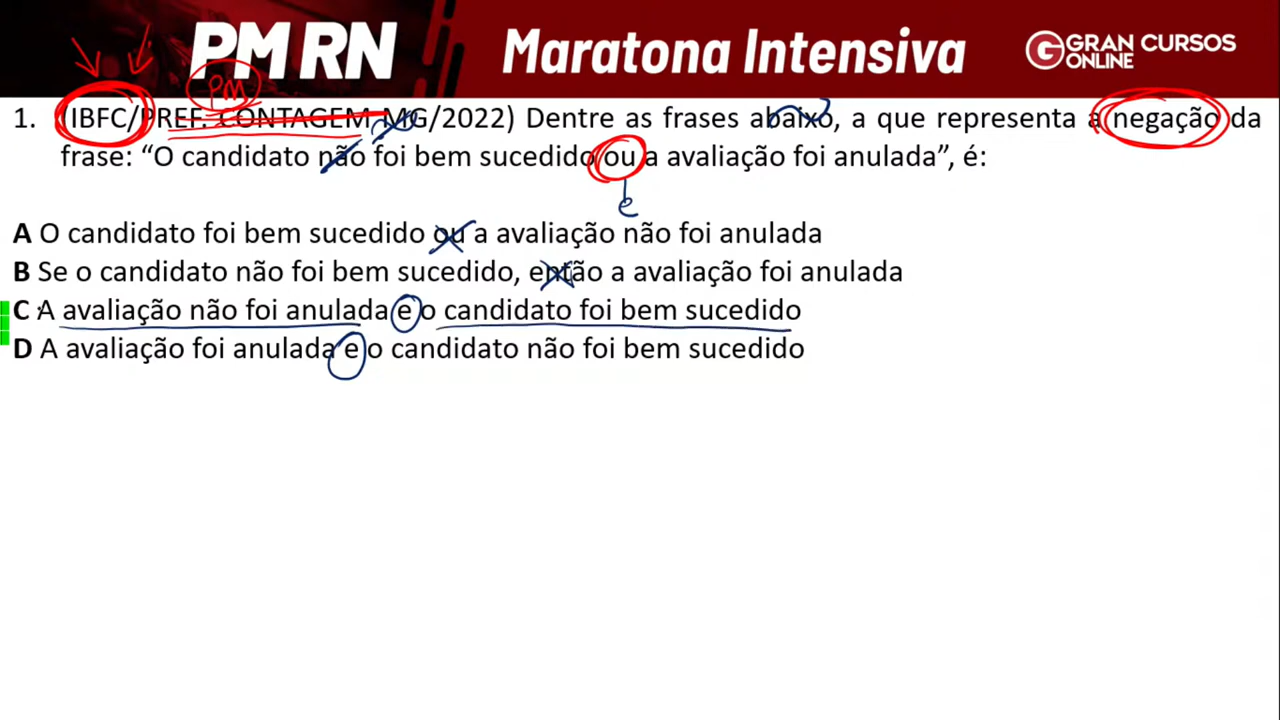 PM RN
Maratona Intensiva
GRAN CURSOS
ONLINE
PM
1. (IBFC/PREF. CONTAGEM-MG/2022) Dentre as frases abaixo, a que representa a negação da
frase: “O candidato não foi bem sucedido ou a avaliação foi anulada”, é:
e
A O candidato foi bem sucedido ou a avaliação não foi anulada
B Se o candidato não foi bem sucedido, então a avaliação foi anulada
C A avaliação não foi anulada e o candidato foi bem sucedido
D A avaliação foi anulada e o candidato não foi bem sucedido